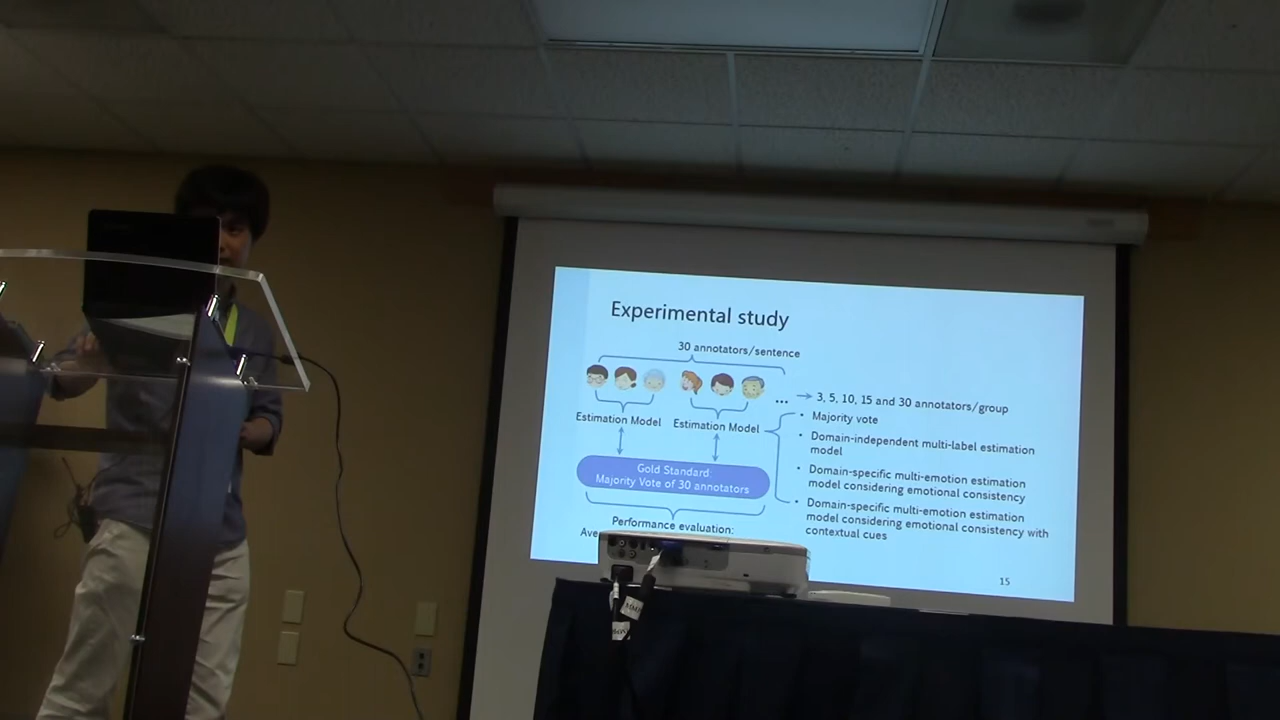 Experimental study
30 annotators/sentence
... → 3, 5, 10, 15 and 30 annotators/group
Estimation Model
Estimation Model
• Majority vote
• Domain-independent multi-label estimation
model
• Domain-specific multi-emotion estimation
model considering emotional consistency
• Domain-specific multi-emotion estimation
model considering emotional consistency with
contextual cues
Gold Standard:
Majority Vote of 30 annotators
Performance evaluation:
15